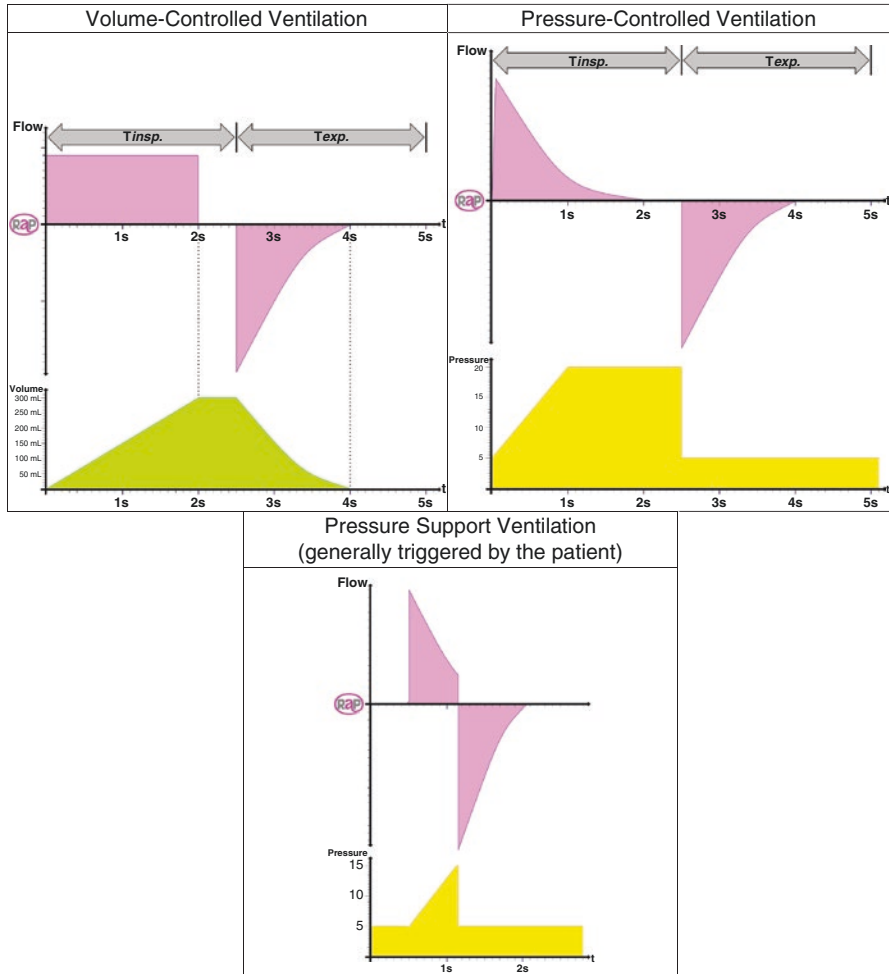 Volume-Controlled Ventilation
Flow
Tinsp. Texp.
RaP
t
1s 2s 3s 4s 5s
Volume
300 mL
250 mL
200 mL
150 mL
100 mL
50 mL
t
1s 2s 3s 4s 5s
Pressure-Controlled Ventilation
Flow
Tinsp. Texp.
RaP
t
1s 2s 3s 4s 5s
Pressure
20
15
10
5
t
1s 2s 3s 4s 5s
Pressure Support Ventilation
(generally triggered by the patient)
Flow
RaP
Pressure
15
10
5
t
1s 2s